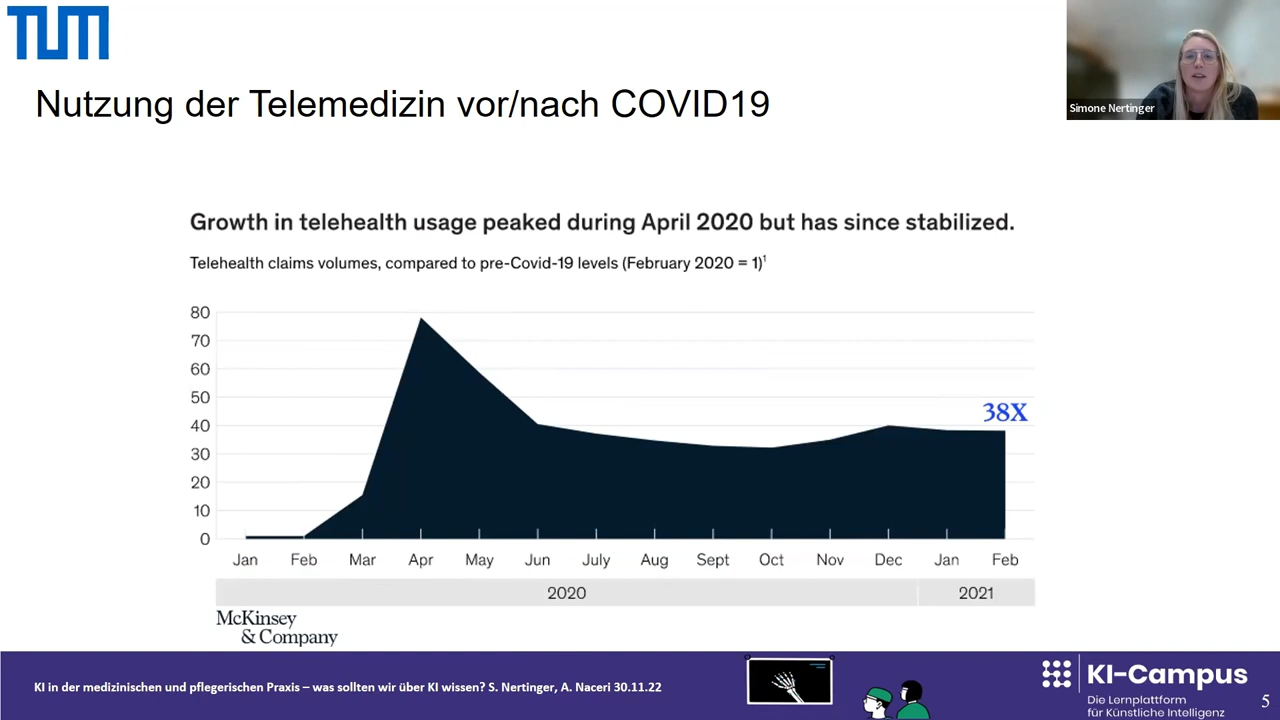 TUM
Simone Nertinger
Nutzung der Telemedizin vor/nach COVID19
Growth in telehealth usage peaked during April 2020 but has since stabilized.
Telehealth claims volumes, compared to pre-Covid-19 levels (February 2020 = 1)¹
80
70
60
50
40
30
20
10
0
38X
Jan Feb Mar Apr May Jun July Aug Sept Oct Nov Dec Jan Feb
2020 2021
McKinsey
& Company
KI in der medizinischen und pflegerischen Praxis – was sollten wir über KI wissen? S. Nertinger, A. Naceri 30.11.22
KI-Campus
Die Lernplattform
für Künstliche Intelligenz
5